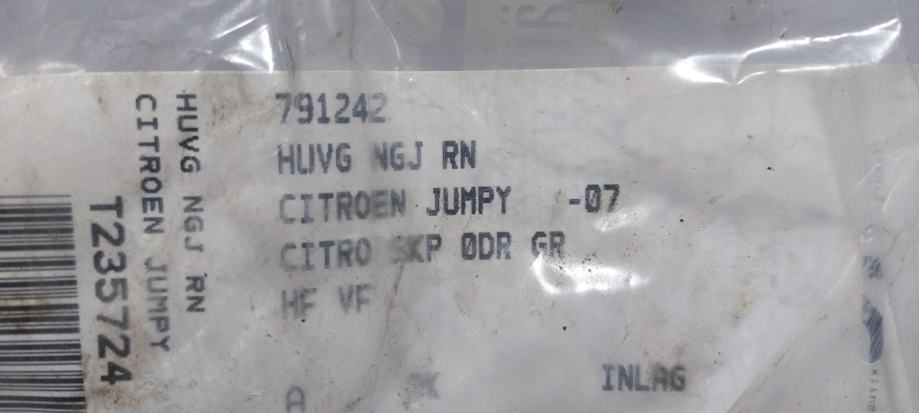 791242
HUVG NGJ RN
CITROEN JUMPY -07
CITRO SKP 0DR GR
HF VF
A
INLAG
HUVG NGJ RN
CITROEN JUMPY
T235724